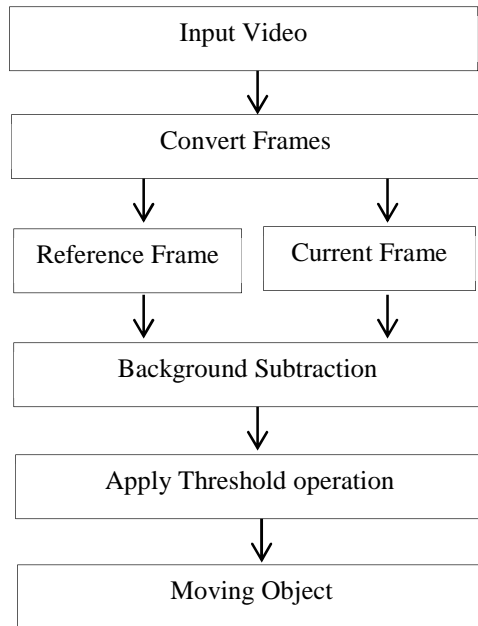 Input Video
Convert Frames
Reference Frame
Current Frame
Background Subtraction
Apply Threshold operation
Moving Object